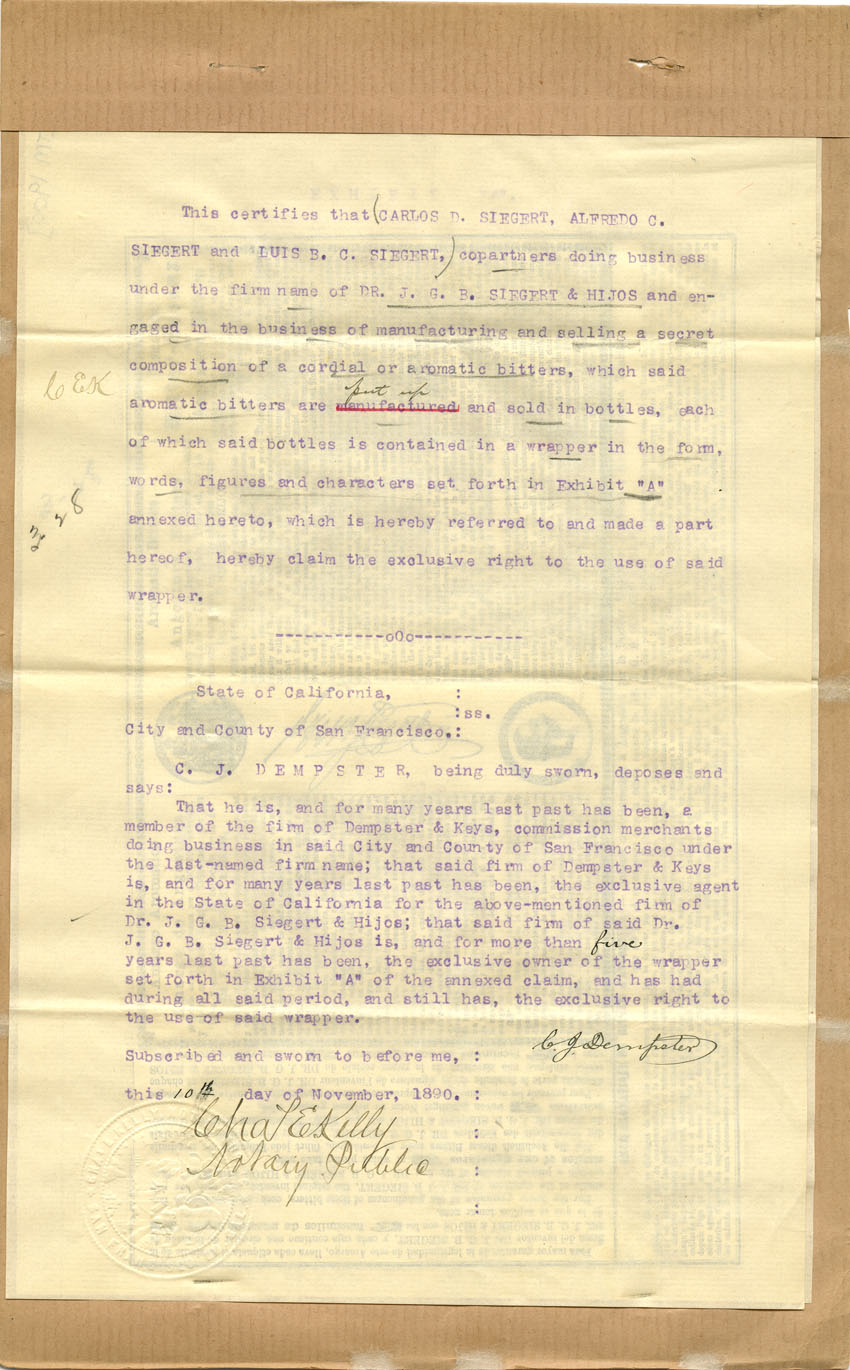 This certifies that (CARLOS D. SIEGERT, ALFREDO C.
SIEGERT and LUIS B. C. SIEGERT,) copartners doing business
under the firm name of DR. J. G. B. SIEGERT & HIJOS and en-
gaged in the business of manufacturing and selling a secret
composition of a cordial or aromatic bitters, which said
put up
C EK
aromatic bitters are manufactured and sold in bottles, each
of which said bottles is contained in a wrapper in the form,
words, figures and characters set forth in Exhibit "A"
annexed hereto, which is hereby referred to and made a part
hereof, hereby claim the exclusive right to the use of said
wrapper.
-----------oOo-----------
State of California, :
:ss.
City and County of San Francisco.:
C. J. DEMPSTER, being duly sworn, deposes and
says:
That he is, and for many years last past has been, a
member of the firm of Dempster & Keys, commission merchants
doing business in said City and County of San Francisco under
the last-named firm name; that said firm of Dempster & Keys
is, and for many years last past has been, the exclusive agent
in the State of California for the above-mentioned firm of
Dr. J. G. B. Siegert & Hijos; that said firm of said Dr.
J. G. B. Siegert & Hijos is, and for more than five
years last past has been, the exclusive owner of the wrapper
set forth in Exhibit "A" of the annexed claim, and has had
during all said period, and still has, the exclusive right to
the use of said wrapper.
C. J. Dempster
Subscribed and sworn to before me, :
this 10th day of November, 1890. :
Chas E Kelly :
Notary Public :
: